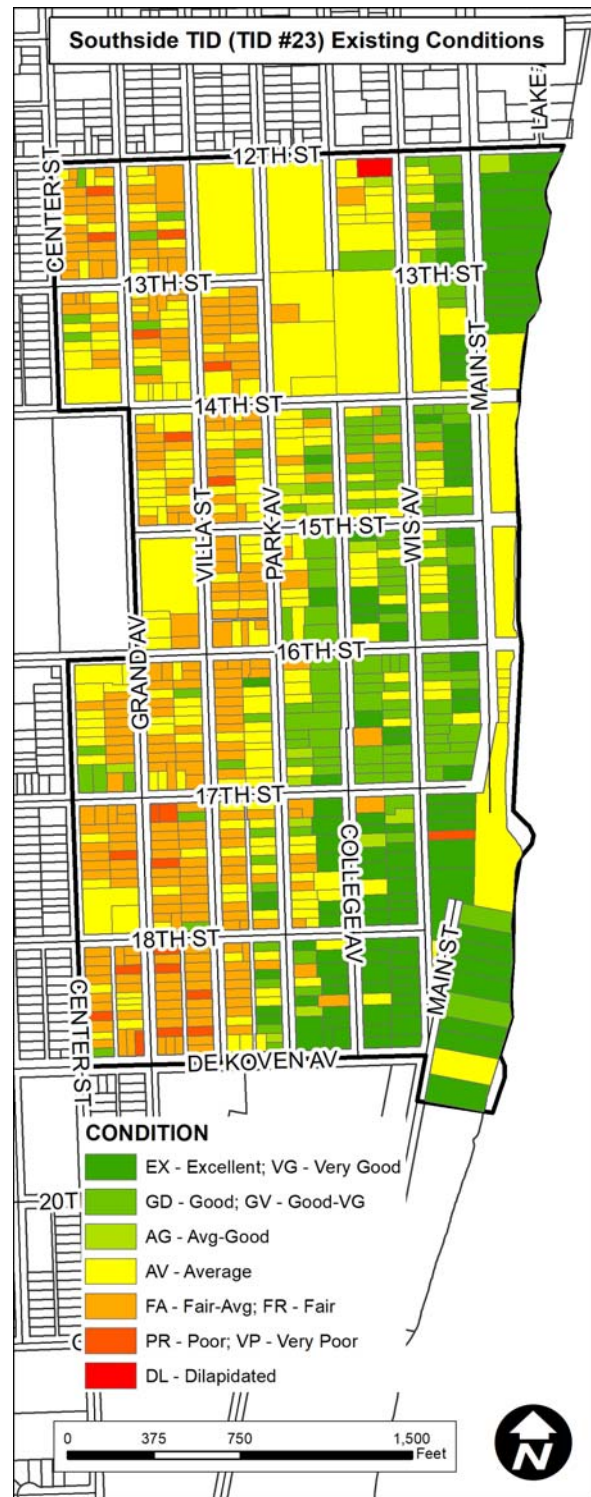 Southside TID (TID #23) Existing Conditions
LAKE
12TH ST
CENTER ST
13TH ST
13TH ST
MAIN ST
14TH ST
VILLA ST
PARK AV
WIS AV
15TH ST
GRAND AV
16TH ST
17TH ST
COLLEGE AV
18TH ST
MAIN ST
CENTER ST
DE KOVEN AV
CONDITION
EX - Excellent; VG - Very Good
GD - Good; GV - Good-VG
20T
AG - Avg-Good
AV - Average
FA - Fair-Avg; FR - Fair
PR - Poor; VP - Very Poor
DL - Dilapidated
0 375 750 1,500
Feet
N